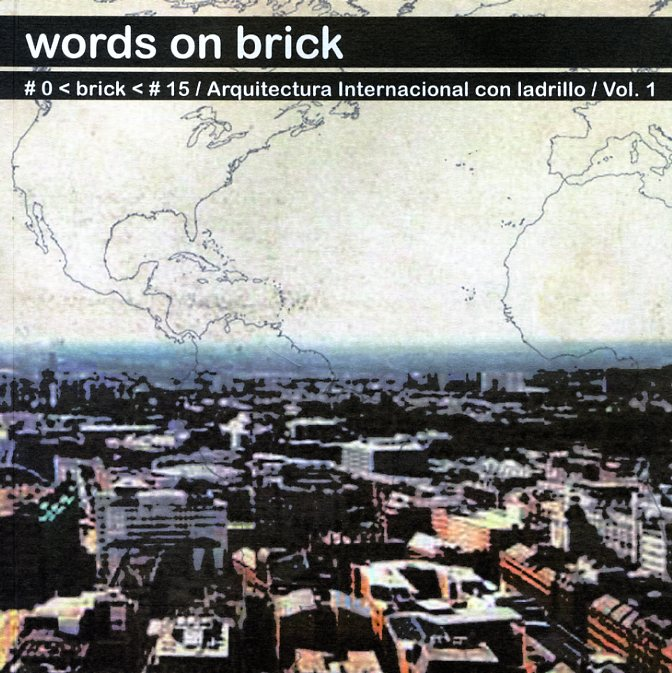 words on brick
# 0 < brick < # 15 / Arquitectura Internacional con ladrillo / Vol. 1